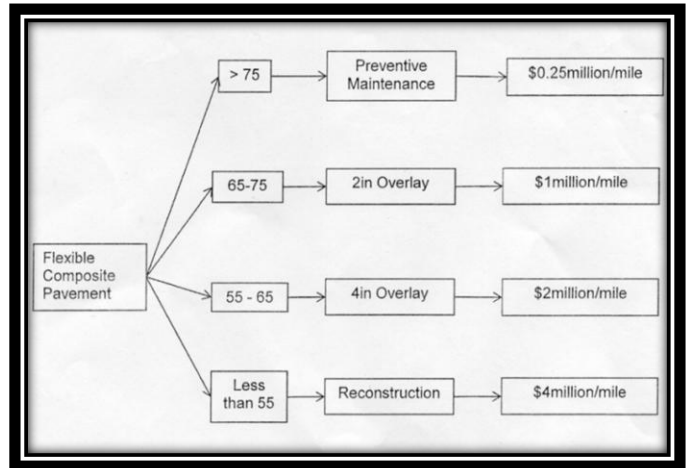 > 75
Preventive
Maintenance
$0.25million/mile
65-75
2in Overlay
$1million/mile
Flexible
Composite
Pavement
55 - 65
4in Overlay
$2million/mile
Less
than 55
Reconstruction
$4million/mile